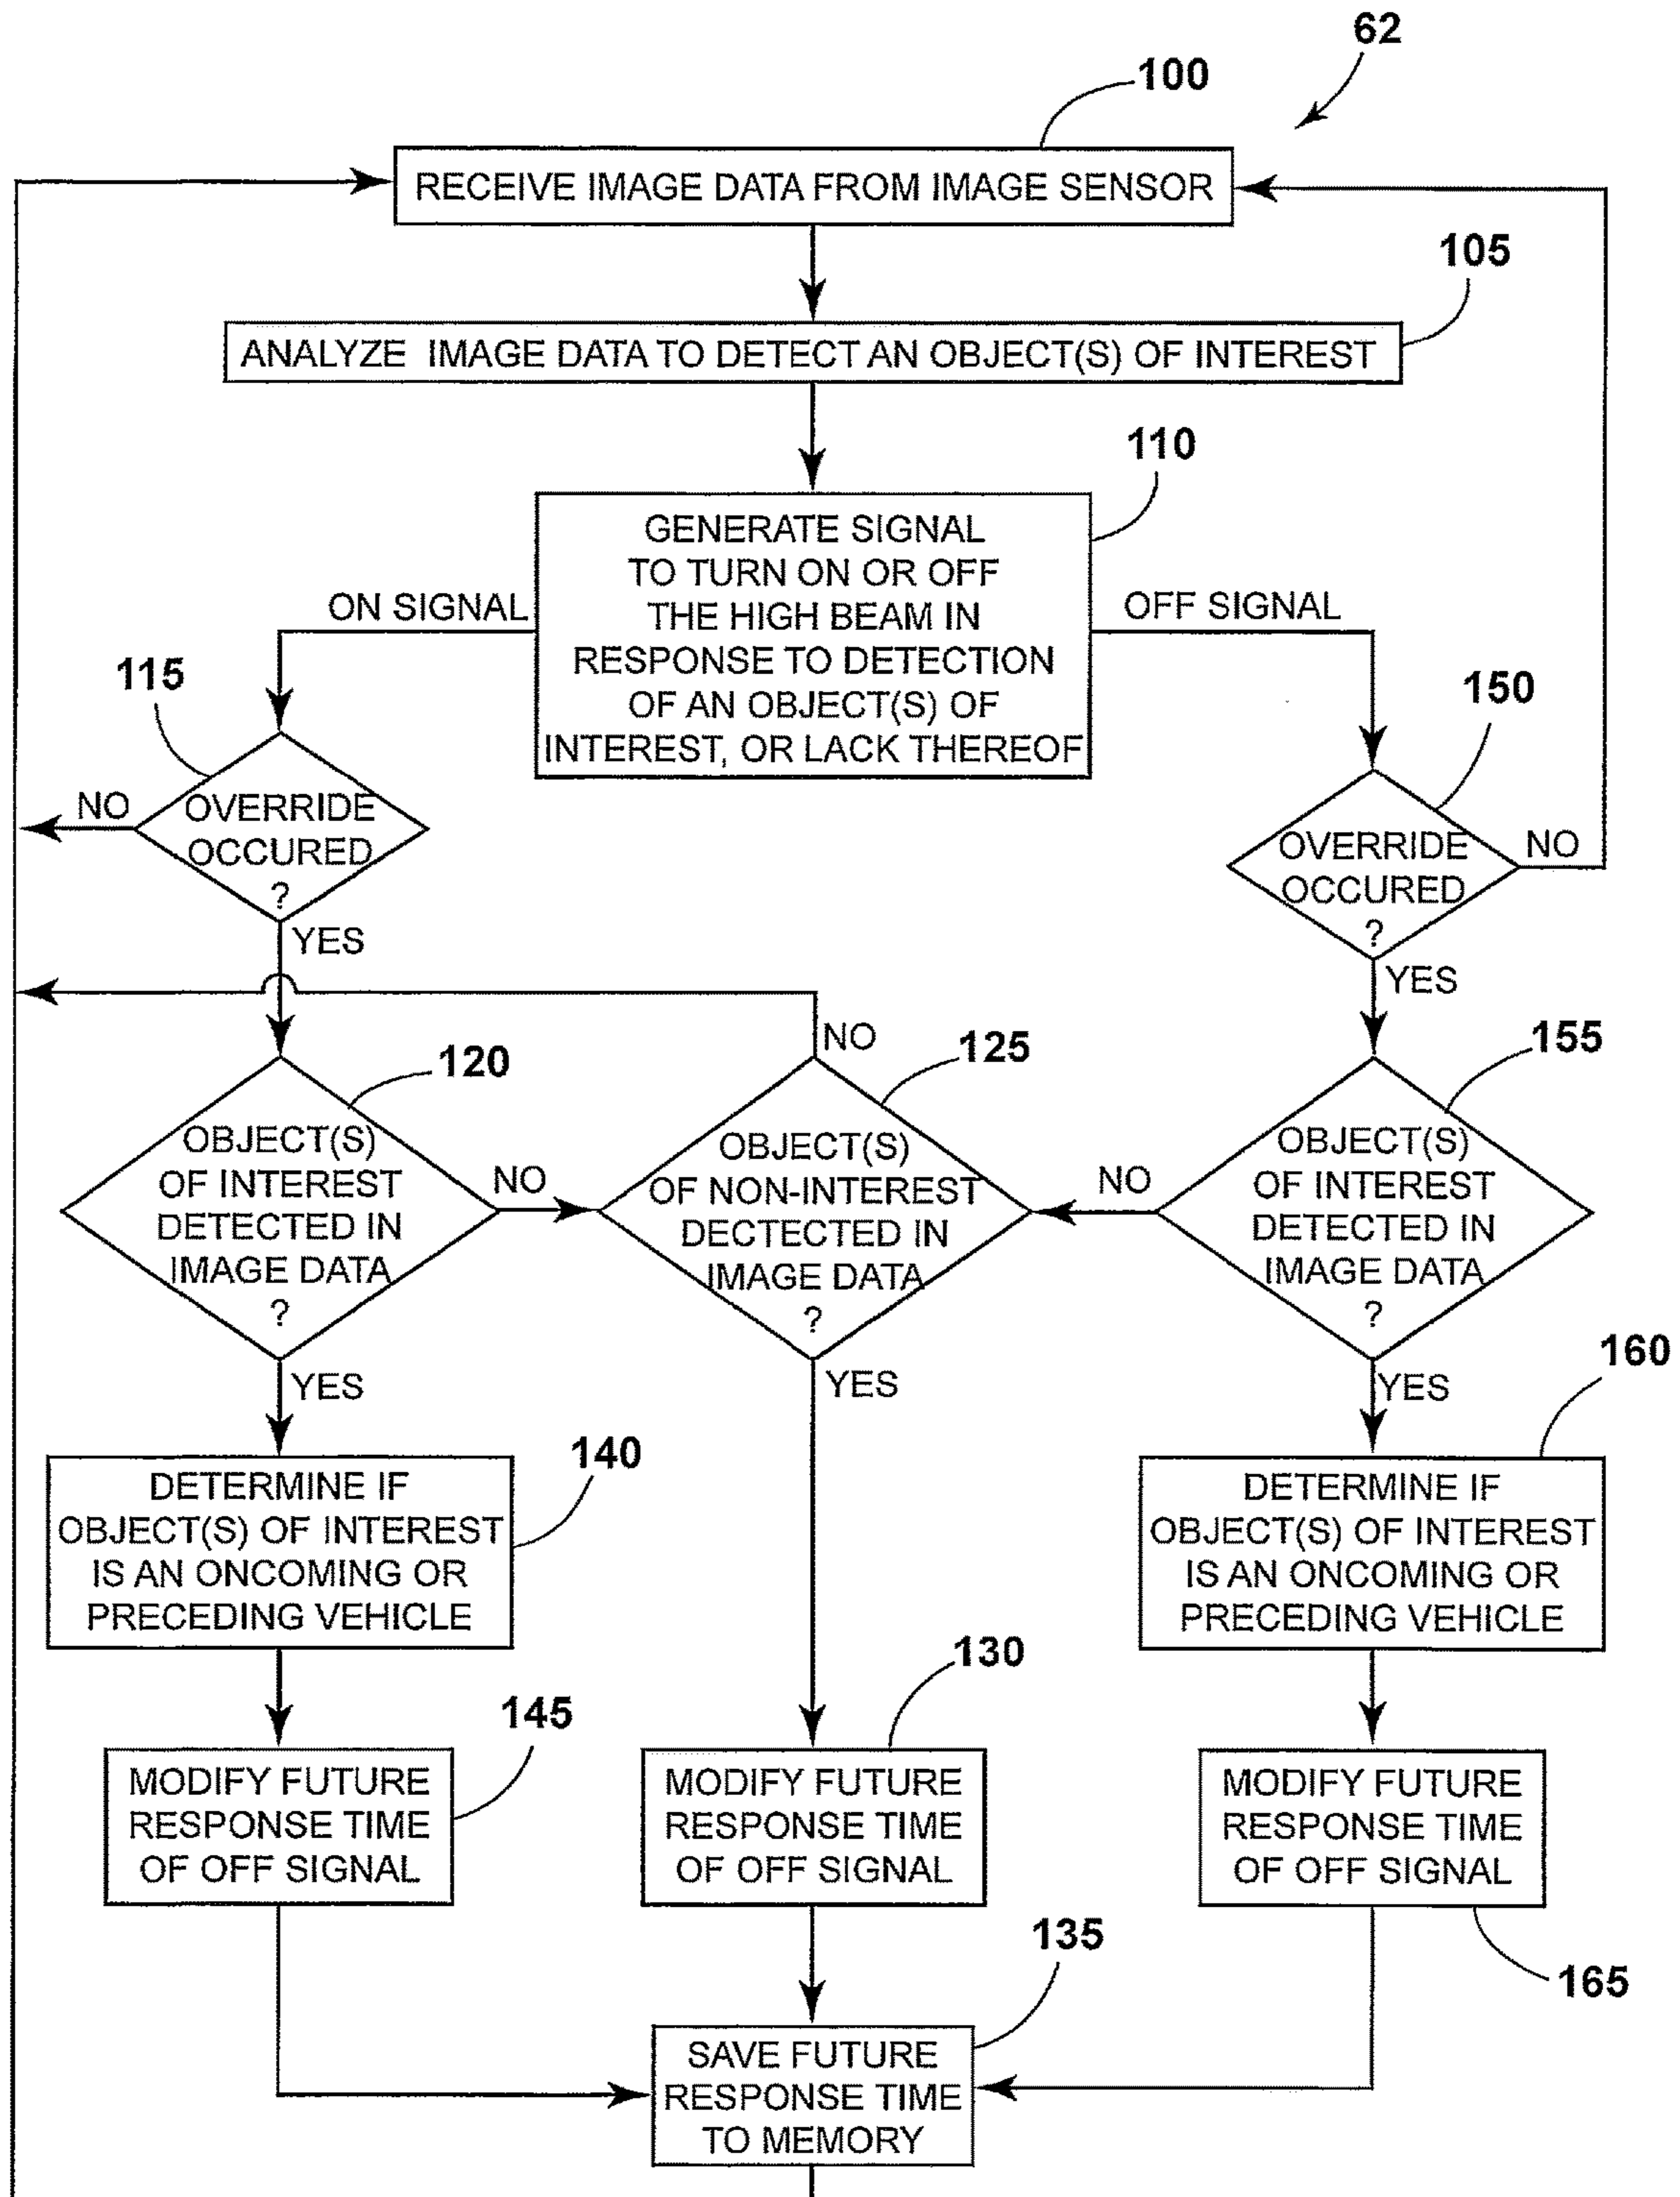 62
100
RECEIVE IMAGE DATA FROM IMAGE SENSOR
105
ANALYZE IMAGE DATA TO DETECT AN OBJECT(S) OF INTEREST
110
GENERATE SIGNAL
TO TURN ON OR OFF
THE HIGH BEAM IN
RESPONSE TO DETECTION
OF AN OBJECT(S) OF
INTEREST, OR LACK THEREOF
ON SIGNAL
OFF SIGNAL
115
OVERRIDE
OCCURED
?
NO
YES
150
OVERRIDE
OCCURED
?
NO
YES
120
OBJECT(S)
OF INTEREST
DETECTED IN
IMAGE DATA
?
NO
YES
125
NO
OBJECT(S)
OF NON-INTEREST
DECTECTED IN
IMAGE DATA
?
YES
155
OBJECT(S)
OF INTEREST
DETECTED IN
IMAGE DATA
?
NO
YES
140
DETERMINE IF
OBJECT(S) OF INTEREST
IS AN ONCOMING OR
PRECEDING VEHICLE
160
DETERMINE IF
OBJECT(S) OF INTEREST
IS AN ONCOMING OR
PRECEDING VEHICLE
145
MODIFY FUTURE
RESPONSE TIME
OF OFF SIGNAL
130
MODIFY FUTURE
RESPONSE TIME
OF OFF SIGNAL
MODIFY FUTURE
RESPONSE TIME
OF OFF SIGNAL
165
135
SAVE FUTURE
RESPONSE TIME
TO MEMORY